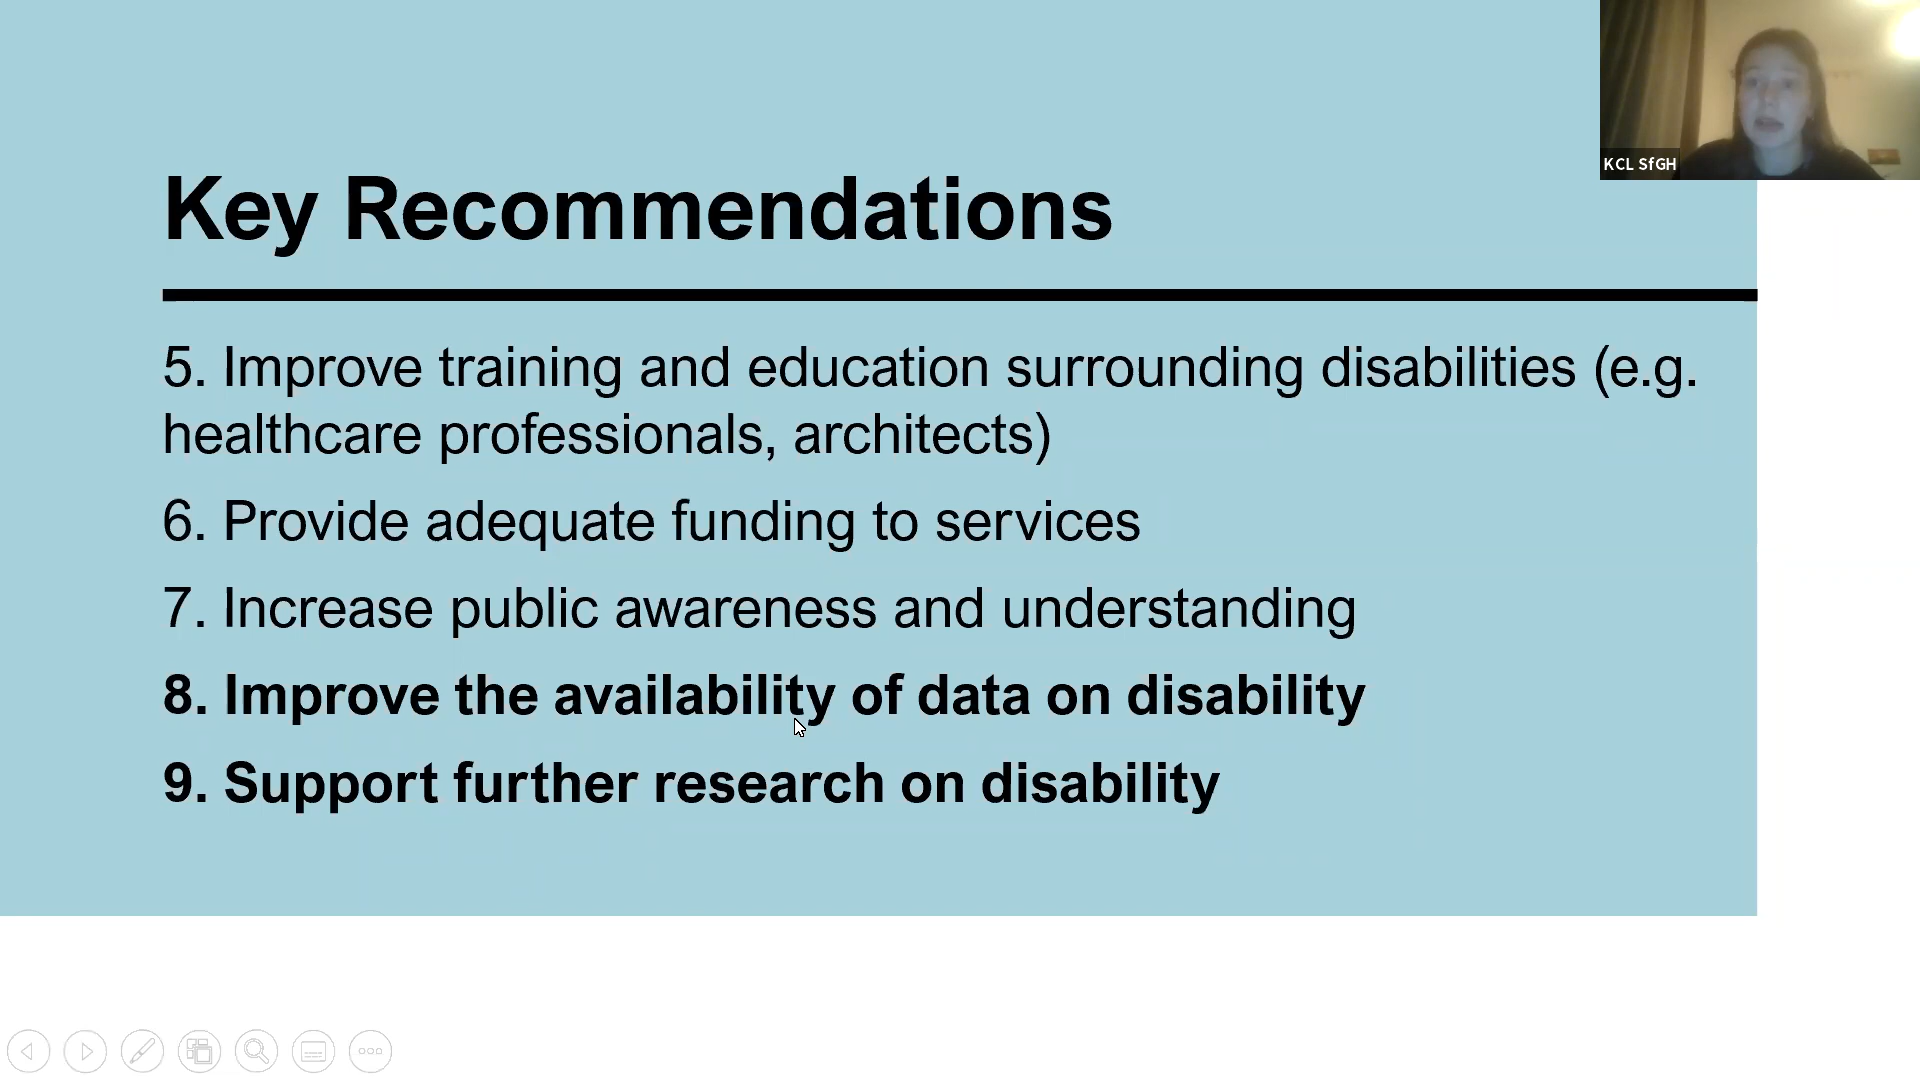 KCL SfGH
Key Recommendations
5. Improve training and education surrounding disabilities (e.g.
healthcare professionals, architects)
6. Provide adequate funding to services
7. Increase public awareness and understanding
8. Improve the availability of data on disability
9. Support further research on disability